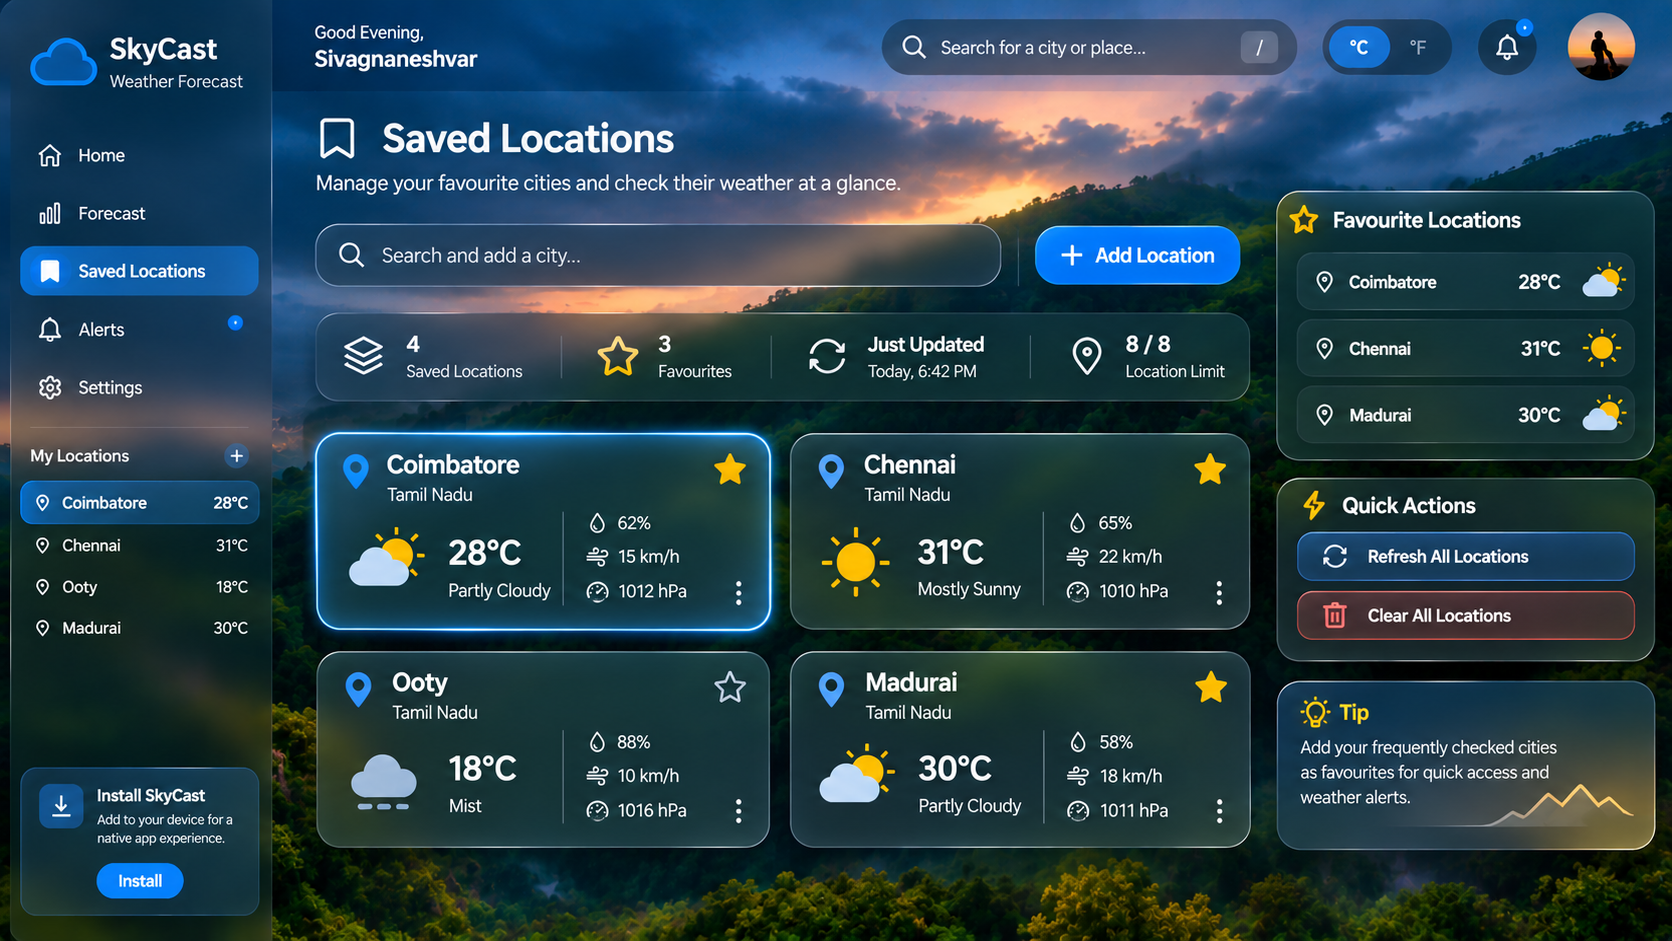 SkyCast
Weather Forecast
Home
Forecast
Saved Locations
Alerts
Settings
My Locations
+
Coimbatore 28°C
Chennai 31°C
Ooty 18°C
Madurai 30°C
Install SkyCast
Add to your device for a
native app experience.
Install
Good Evening,
Sivagnaneshvar
Search for a city or place... /
°C °F
Saved Locations
Manage your favourite cities and check their weather at a glance.
Search and add a city...
+ Add Location
4
Saved Locations
3
Favourites
Just Updated
Today, 6:42 PM
8 / 8
Location Limit
Coimbatore
Tamil Nadu
28°C
Partly Cloudy
62%
15 km/h
1012 hPa
Chennai
Tamil Nadu
31°C
Mostly Sunny
65%
22 km/h
1010 hPa
Ooty
Tamil Nadu
18°C
Mist
88%
10 km/h
1016 hPa
Madurai
Tamil Nadu
30°C
Partly Cloudy
58%
18 km/h
1011 hPa
Favourite Locations
Coimbatore 28°C
Chennai 31°C
Madurai 30°C
Quick Actions
Refresh All Locations
Clear All Locations
Tip
Add your frequently checked cities
as favourites for quick access and
weather alerts.